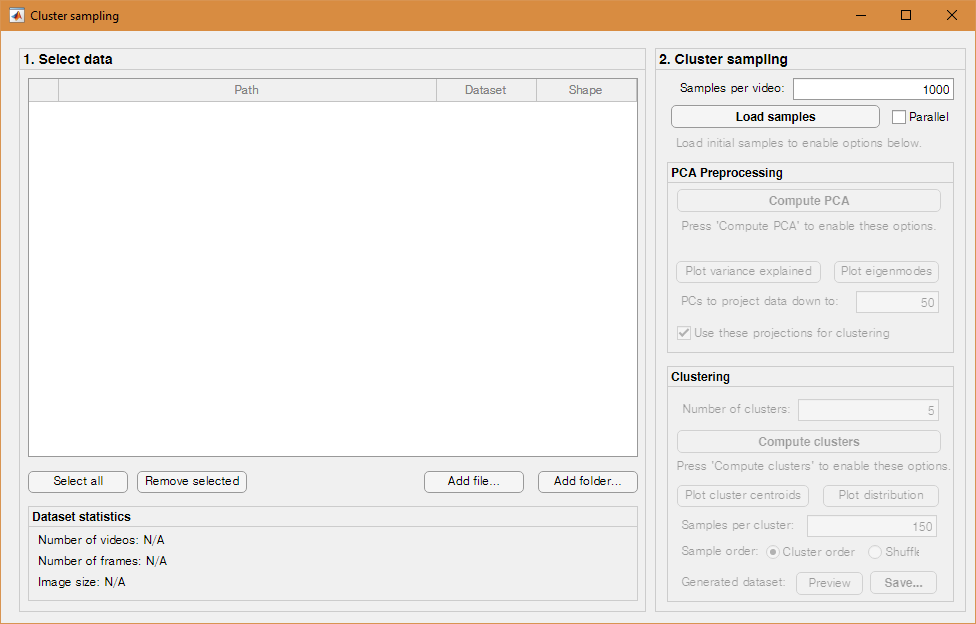 Cluster sampling
1. Select data
Path Dataset Shape
Select all Remove selected Add file... Add folder...
Dataset statistics
Number of videos: N/A
Number of frames: N/A
Image size: N/A
2. Cluster sampling
Samples per video: 1000
Load samples Parallel
Load initial samples to enable options below.
PCA Preprocessing
Compute PCA
Press 'Compute PCA' to enable these options.
Plot variance explained Plot eigenmodes
PCs to project data down to: 50
Use these projections for clustering
Clustering
Number of clusters: 5
Compute clusters
Press 'Compute clusters' to enable these options.
Plot cluster centroids Plot distribution
Samples per cluster: 150
Sample order: Cluster order Shuffle
Generated dataset: Preview Save...